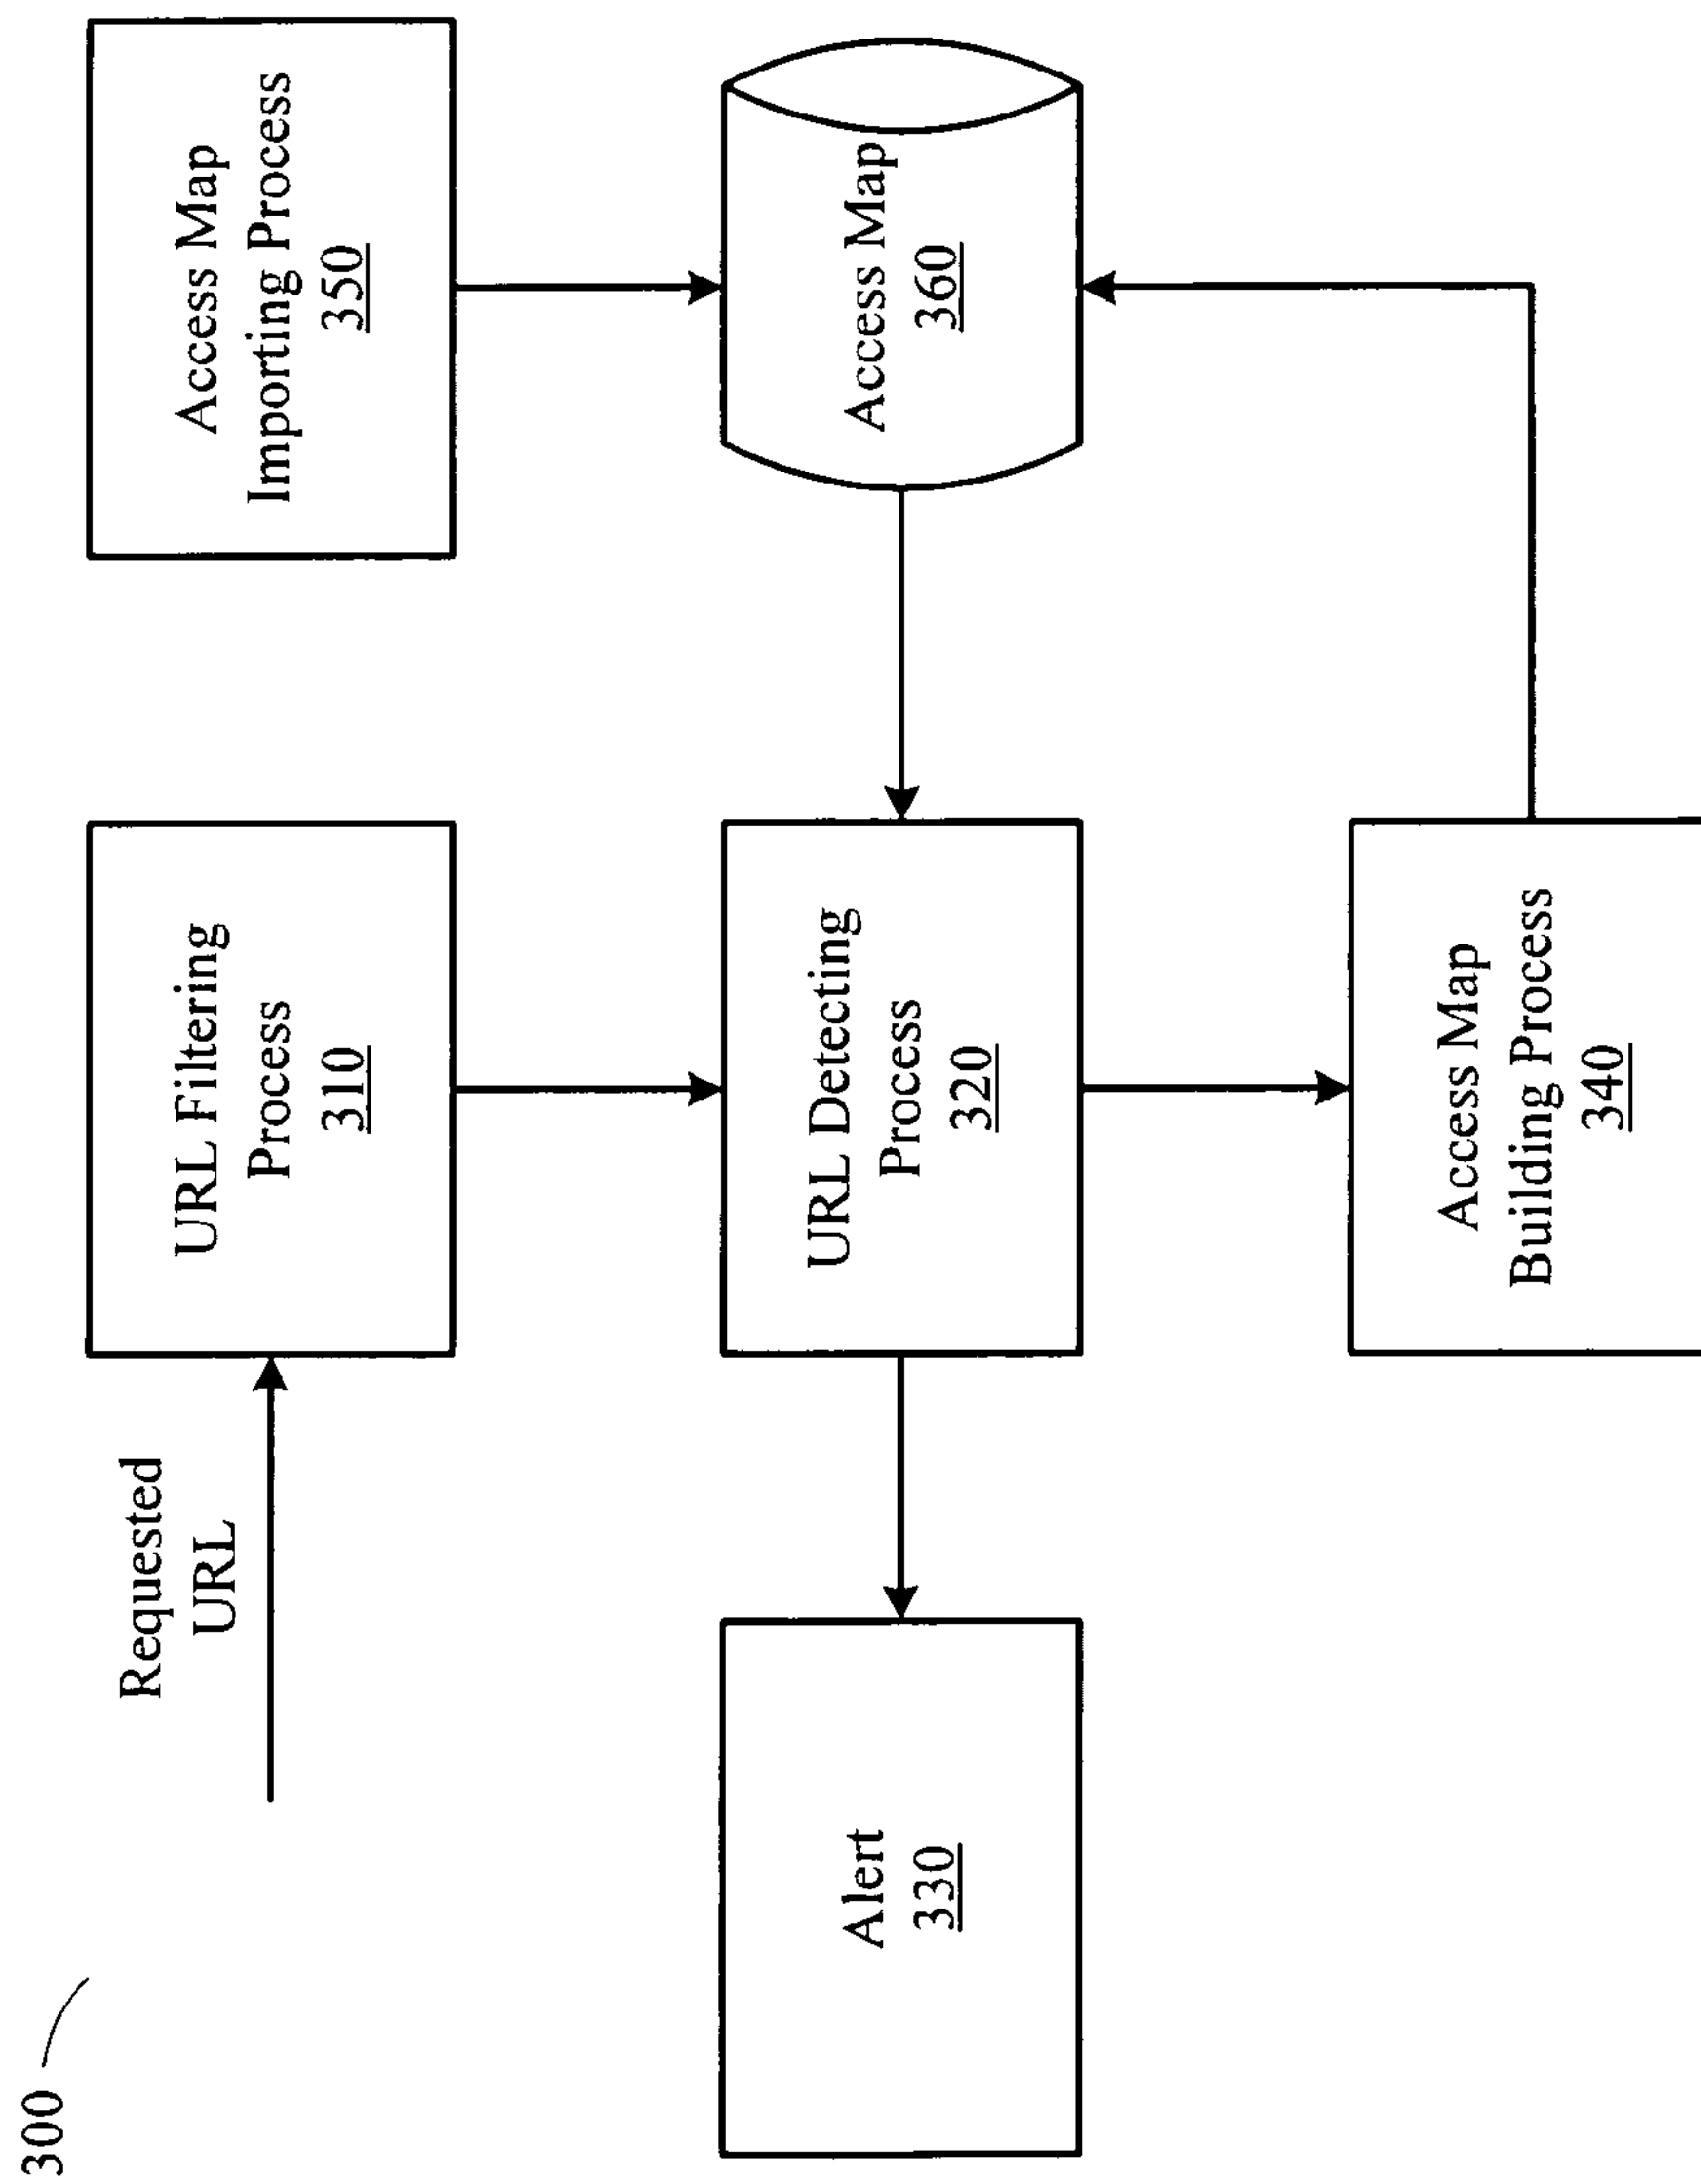 300
Requested
URL
URL Filtering
Process
310
Access Map
Importing Process
350
Alert
330
URL Detecting
Process
320
Access Map
360
Access Map
Building Process
340